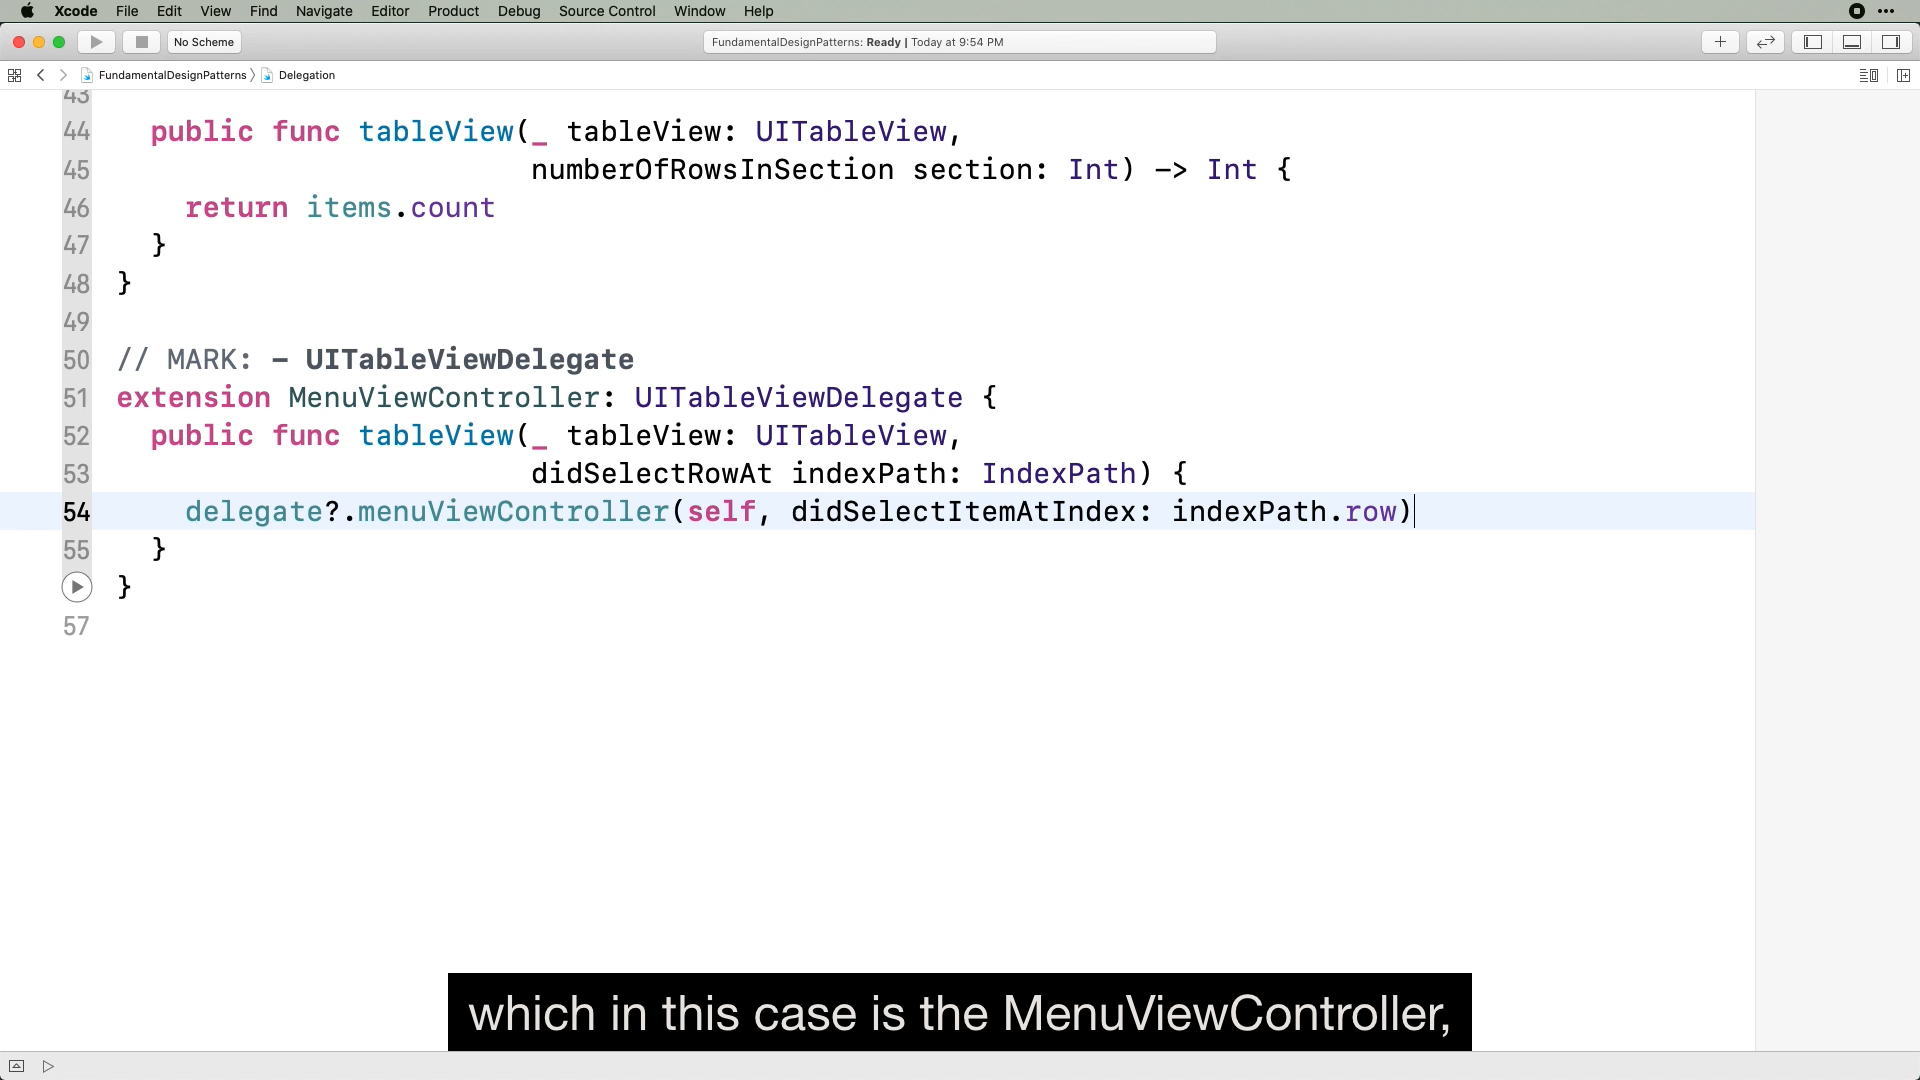 Xcode File Edit View Find Navigate Editor Product Debug Source Control Window Help
No Scheme
FundamentalDesignPatterns: Ready | Today at 9:54 PM
FundamentalDesignPatterns 〉 Delegation
43
44 public func tableView(_ tableView: UITableView,
45 numberOfRowsInSection section: Int) -> Int {
46 return items.count
47 }
48 }
49
50 // MARK: - UITableViewDelegate
51 extension MenuViewController: UITableViewDelegate {
52 public func tableView(_ tableView: UITableView,
53 didSelectRowAt indexPath: IndexPath) {
54 delegate?.menuViewController(self, didSelectItemAtIndex: indexPath.row)
55 }
}
57
which in this case is the MenuViewController,